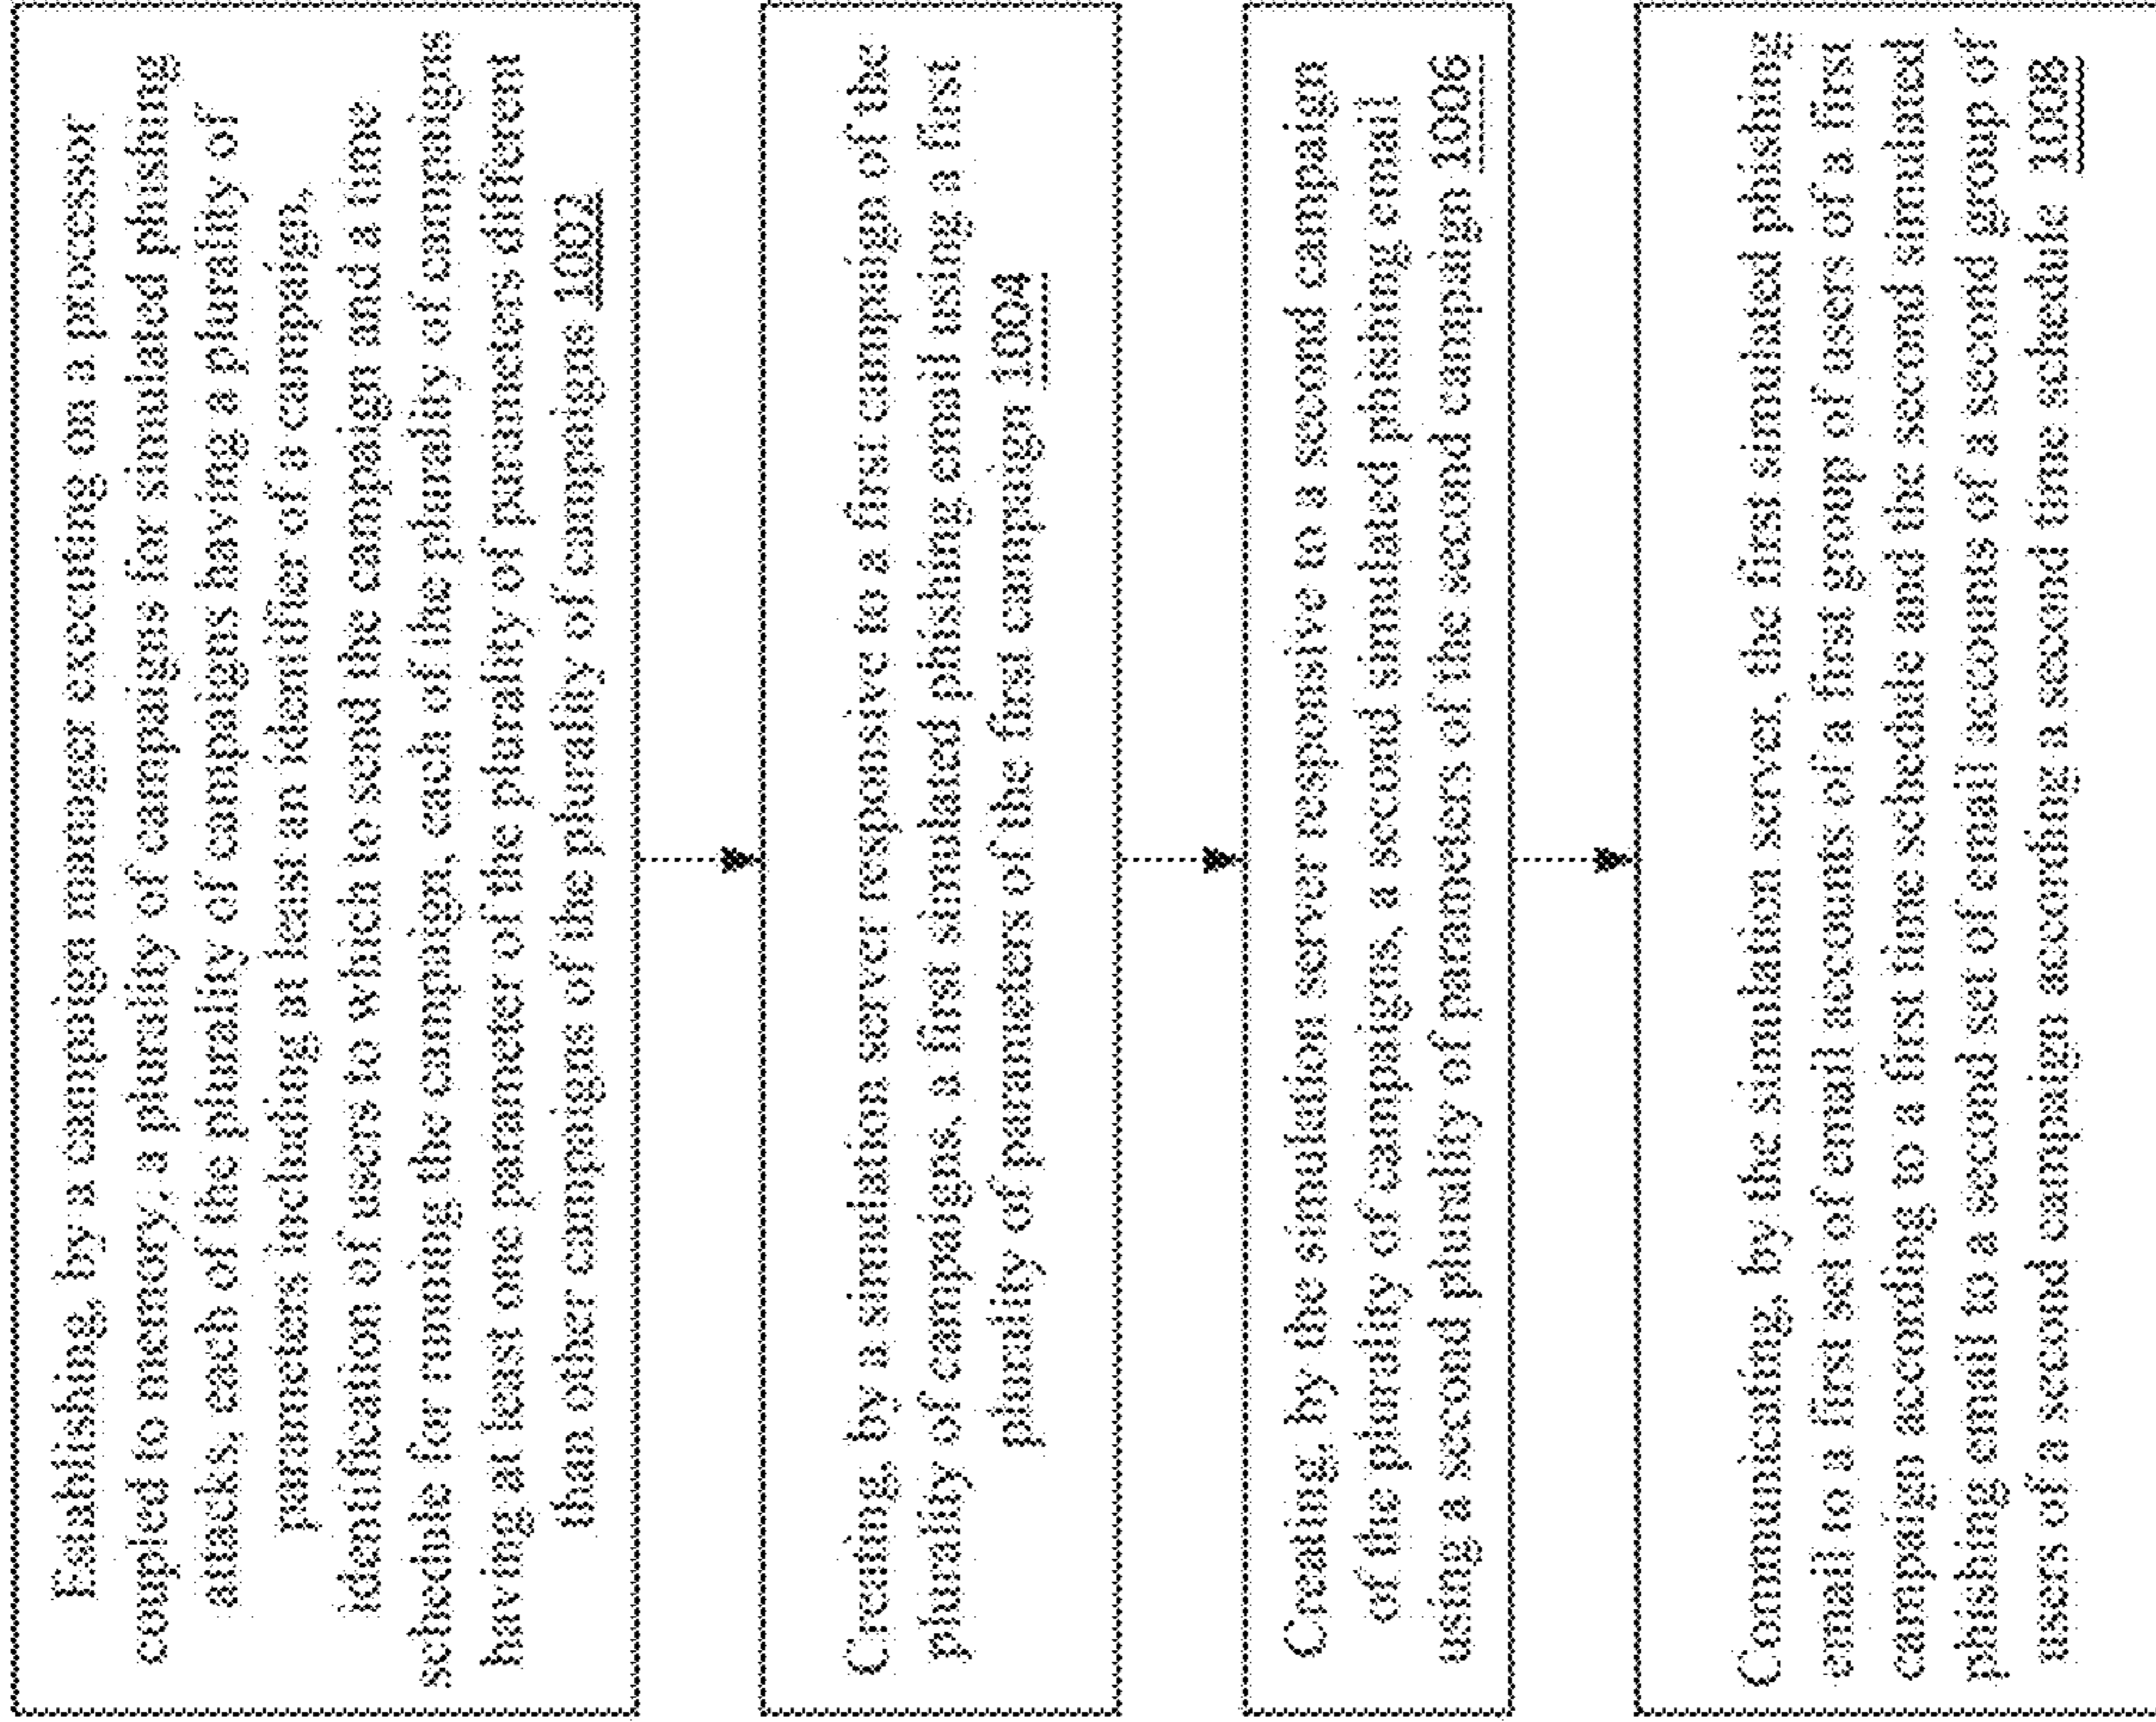 Establishing, by a campaign manager executing on a processor
coupled to memory, a plurality of campaigns for simulated phishing
attacks, each of the plurality of campaigns having a plurality of
parameters including at least an identifier of a campaign,
identification of users to which to send the campaign and a time
schedule for running the campaign, each of the plurality of campaigns
having at least one parameter of the plurality of parameters different
than other campaigns of the plurality of campaigns 1002
Creating, by a simulation server responsive to a first campaign of the
plurality of campaigns, a first simulated phishing email using a first
plurality of parameters of the first campaign 1004
Creating, by the simulation server responsive to a second campaign
of the plurality of campaigns, a second simulated phishing email
using a second plurality of parameters of the second campaign 1006
Communicating, by the simulation server, the first simulated phishing
email to a first set of email accounts of a first group of users of a first
campaign according to a first time schedule and the second simulated
phishing email to a second set of email accounts of a second group of
users of a second campaign according a second time schedule 1008